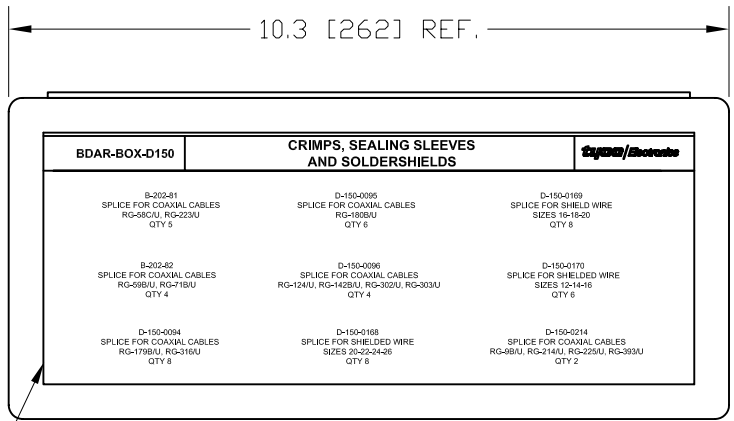 10.3 [262] REF.
BDAR-BOX-D150
CRIMPS, SEALING SLEEVES
AND SOLDERSHIELDS
tyco/Electronics
B-202-81
SPLICE FOR COAXIAL CABLES
RG-58C/U, RG-223/U
QTY 5
D-150-0095
SPLICE FOR COAXIAL CABLES
RG-180B/U
QTY 6
D-150-0169
SPLICE FOR SHIELD WIRE
SIZES 16-18-20
QTY 8
B-202-82
SPLICE FOR COAXIAL CABLES
RG-59B/U, RG-71B/U
QTY 4
D-150-0096
SPLICE FOR COAXIAL CABLES
RG-124/U, RG-142B/U, RG-302/U, RG-303/U
QTY 4
D-150-0170
SPLICE FOR SHIELDED WIRE
SIZES 12-14-16
QTY 6
D-150-0094
SPLICE FOR COAXIAL CABLES
RG-179B/U, RG-316/U
QTY 8
D-150-0168
SPLICE FOR SHIELDED WIRE
SIZES 20-22-24-26
QTY 8
D-150-0214
SPLICE FOR COAXIAL CABLES
RG-9B/U, RG-214/U, RG-225/U, RG-393/U
QTY 2